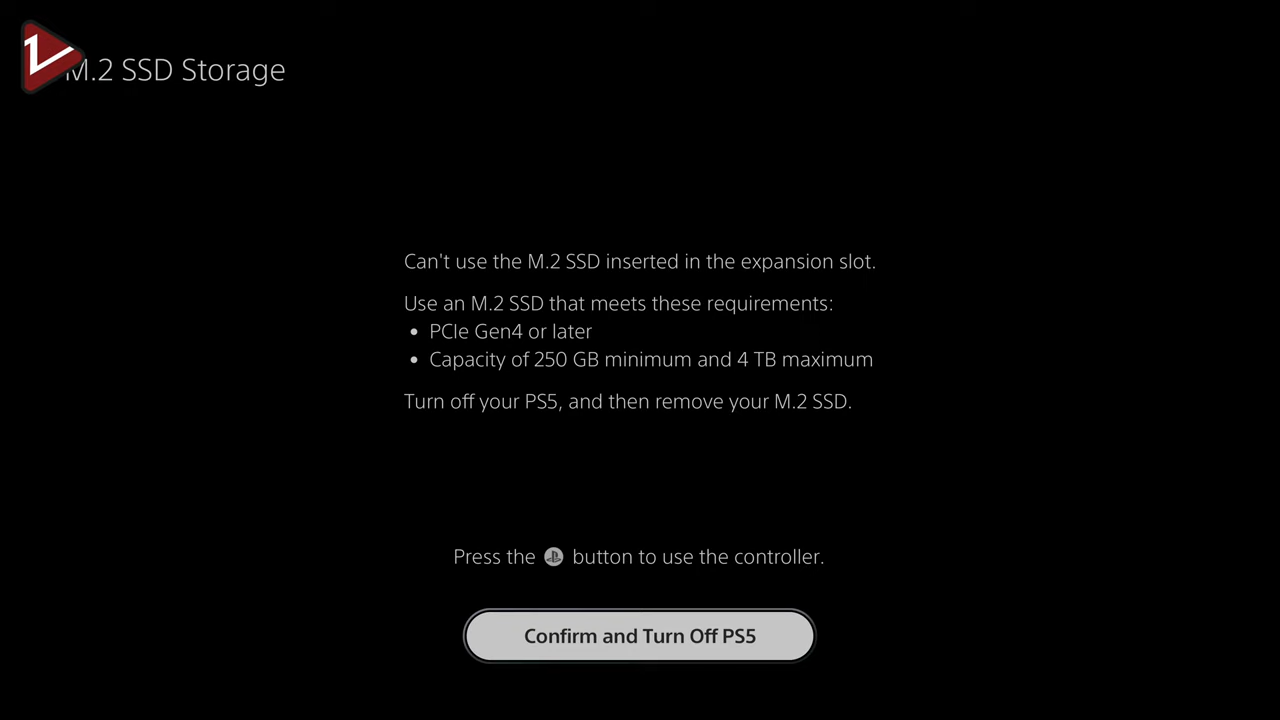 M.2 SSD Storage
Can't use the M.2 SSD inserted in the expansion slot.
Use an M.2 SSD that meets these requirements:
• PCIe Gen4 or later
• Capacity of 250 GB minimum and 4 TB maximum
Turn off your PS5, and then remove your M.2 SSD.
Press the button to use the controller.
Confirm and Turn Off PS5